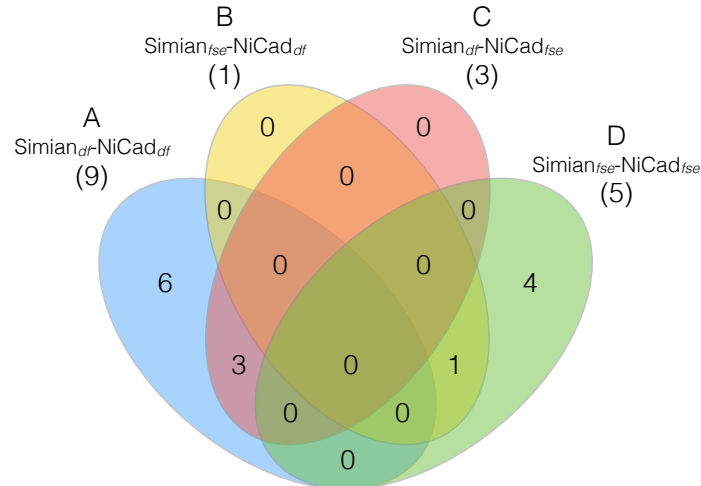 B
Simianfse-NiCaddf
(1)
C
Simiandf-NiCadfse
(3)
A
Simiandf-NiCaddf
(9)
D
Simianfse-NiCadfse
(5)
0
0
0
0
0
0
0
6
4
3
0
1
0
0
0